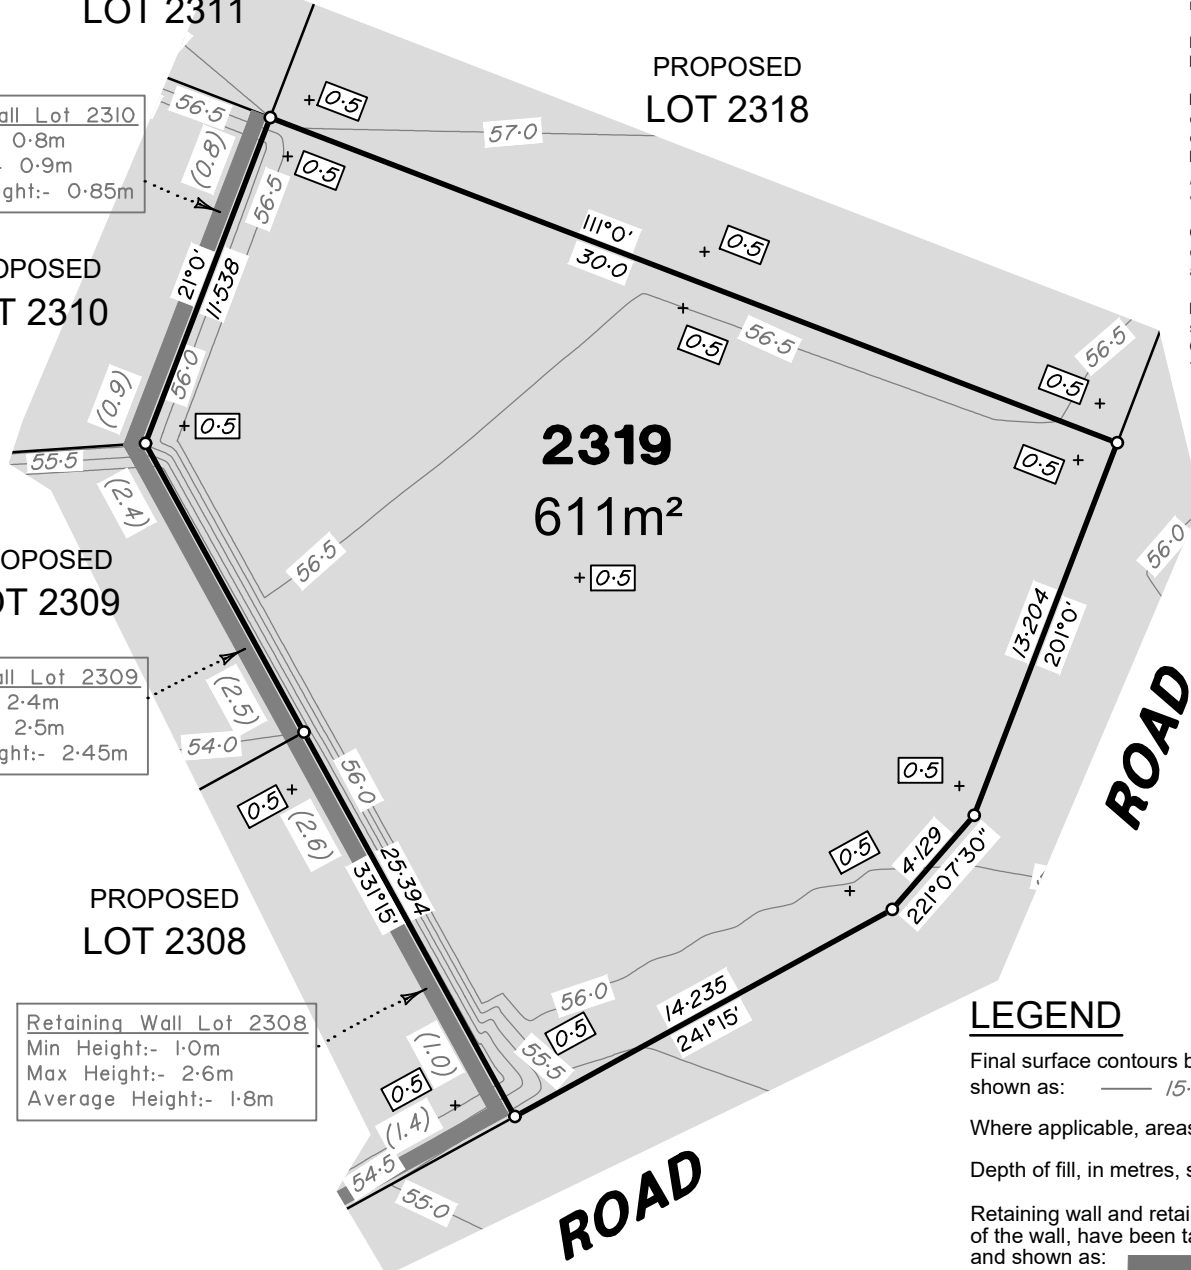 LOT 2311
PROPOSED
LOT 2318
0·5
57·0
56·5
all Lot 2310
0·8m
0·9m
ght:- 0·85m
(0.8)
0·5
56·5
111°0'
30·0
0·5
OPOSED
T 2310
21°0'
11·538
0·5
56·5
56·5
56·0
(0.9)
0·5
0·5
2319
0·5
55·5
(2.4)
611m²
56·5
0·5
56·0
OPOSED
OT 2309
13·204
201°0'
ROAD
all Lot 2309
2·4m
2·5m
ght:- 2·45m
(2.5)
54·0
56·0
0·5
0·5
(2.6)
0·5
4·129
221°07'30"
25·394
331°15'
PROPOSED
LOT 2308
56·0
14·235
241°15'
Retaining Wall Lot 2308
Min Height:- 1·0m
Max Height:- 2·6m
Average Height:- 1·8m
(1.0)
0·5
55·5
0·5
(1.4)
54·5
55·0
ROAD
LEGEND
Final surface contours b
shown as: 15·
Where applicable, areas
Depth of fill, in metres, s
Retaining wall and retai
of the wall, have been ta
and shown as: